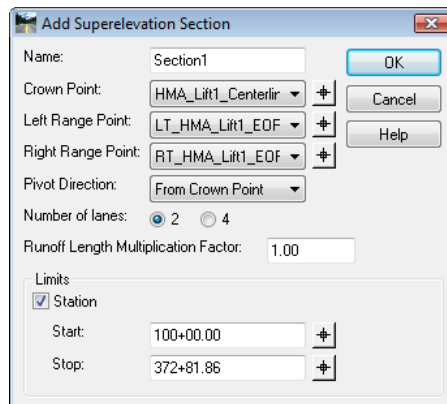 Add Superelevation Section
Name: Section1
OK
Crown Point: HMA_Lift1_Centerlir
Cancel
Left Range Point: LT_HMA_Lift1_EOF
Help
Right Range Point: RT_HMA_Lift1_EOF
Pivot Direction: From Crown Point
Number of lanes: 2 4
Runoff Length Multiplication Factor: 1.00
Limits
Station
Start: 100+00.00
Stop: 372+81.86